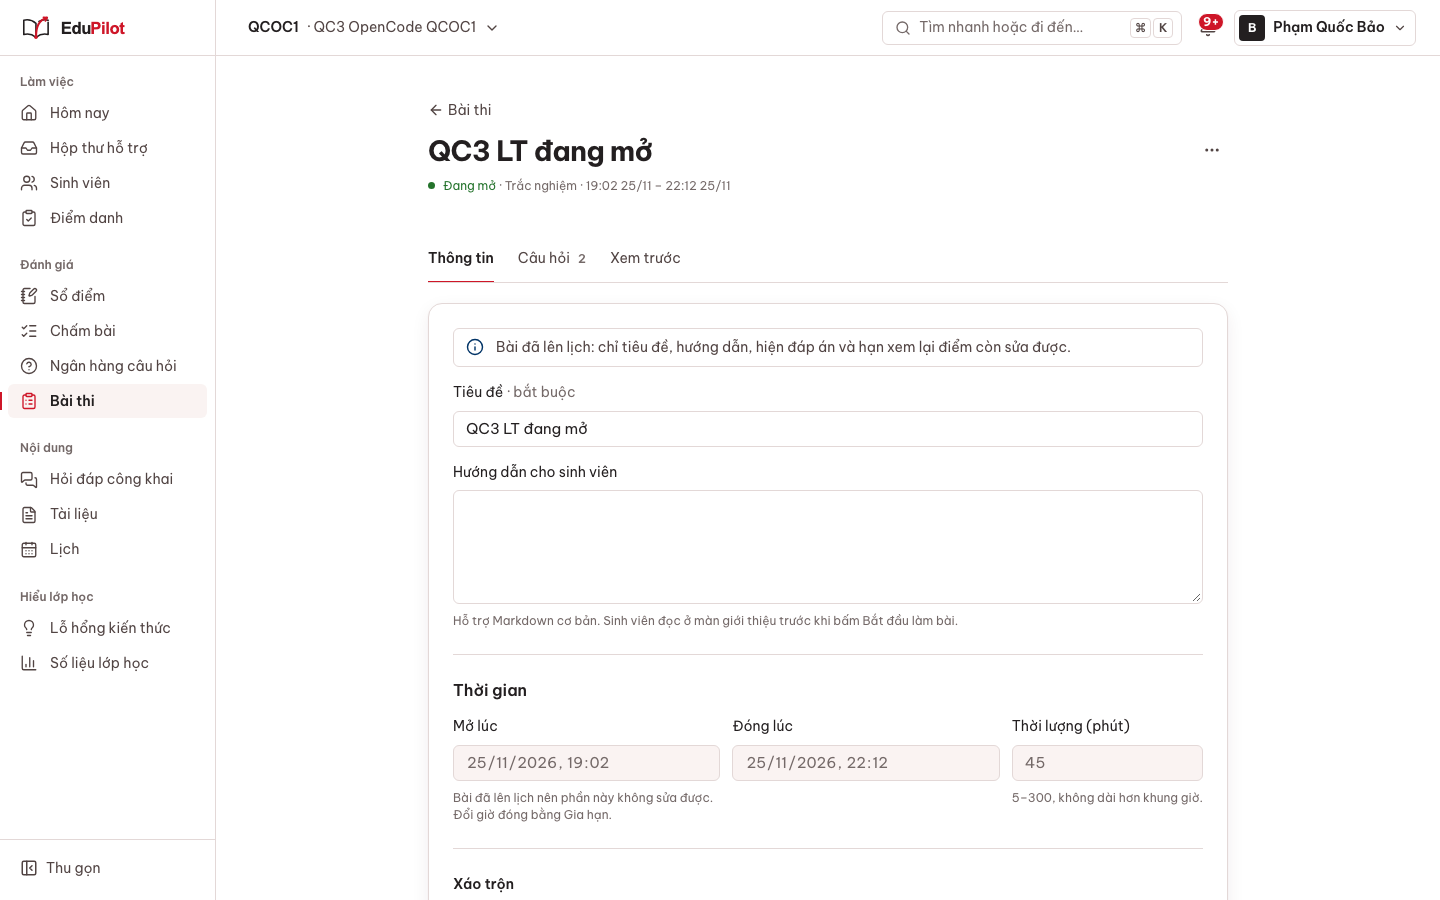 EduPilot
QCOC1 · QC3 OpenCode QCOC1
Tìm nhanh hoặc đi đến...
⌘ K
9+
B
Phạm Quốc Bảo
Làm việc
Hôm nay
Hộp thư hỗ trợ
Sinh viên
Điểm danh
Đánh giá
Sổ điểm
Chấm bài
Ngân hàng câu hỏi
Bài thi
Nội dung
Hỏi đáp công khai
Tài liệu
Lịch
Hiểu lớp học
Lỗ hổng kiến thức
Số liệu lớp học
Thu gọn
← Bài thi
QC3 LT đang mở
Đang mở · Trắc nghiệm · 19:02 25/11 – 22:12 25/11
Thông tin
Câu hỏi 2
Xem trước
Bài đã lên lịch: chỉ tiêu đề, hướng dẫn, hiện đáp án và hạn xem lại điểm còn sửa được.
Tiêu đề · bắt buộc
QC3 LT đang mở
Hướng dẫn cho sinh viên
Hỗ trợ Markdown cơ bản. Sinh viên đọc ở màn giới thiệu trước khi bấm Bắt đầu làm bài.
Thời gian
Mở lúc
Đóng lúc
Thời lượng (phút)
25/11/2026, 19:02
25/11/2026, 22:12
45
Bài đã lên lịch nên phần này không sửa được.
Đổi giờ đóng bằng Gia hạn.
5–300, không dài hơn khung giờ.
Xáo trộn